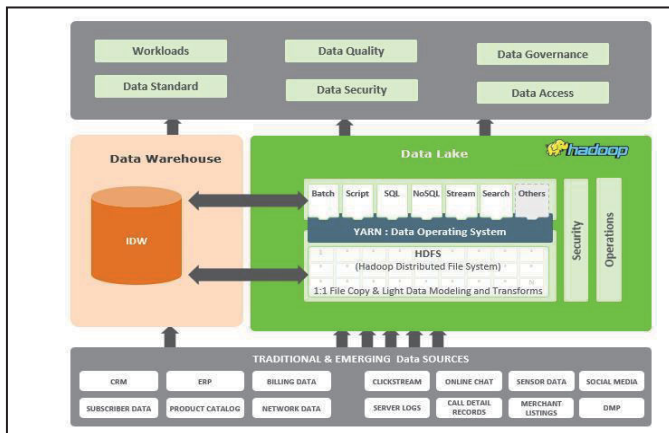 Workloads
Data Quality
Data Governance
Data Standard
Data Security
Data Access
Data Warehouse
IDW
Data Lake
hadoop
Batch
Script
SQL
NoSQL
Stream
Search
Others
YARN : Data Operating System
HDFS
(Hadoop Distributed File System)
1:1 File Copy & Light Data Modeling and Transforms
Security
Operations
TRADITIONAL & EMERGING Data SOURCES
CRM
ERP
BILLING DATA
CLICKSTREAM
ONLINE CHAT
SENSOR DATA
SOCIAL MEDIA
SUBSCRIBER DATA
PRODUCT CATALOG
NETWORK DATA
SERVER LOGS
CALL DETAIL
RECORDS
MERCHANT
LISTINGS
DMP